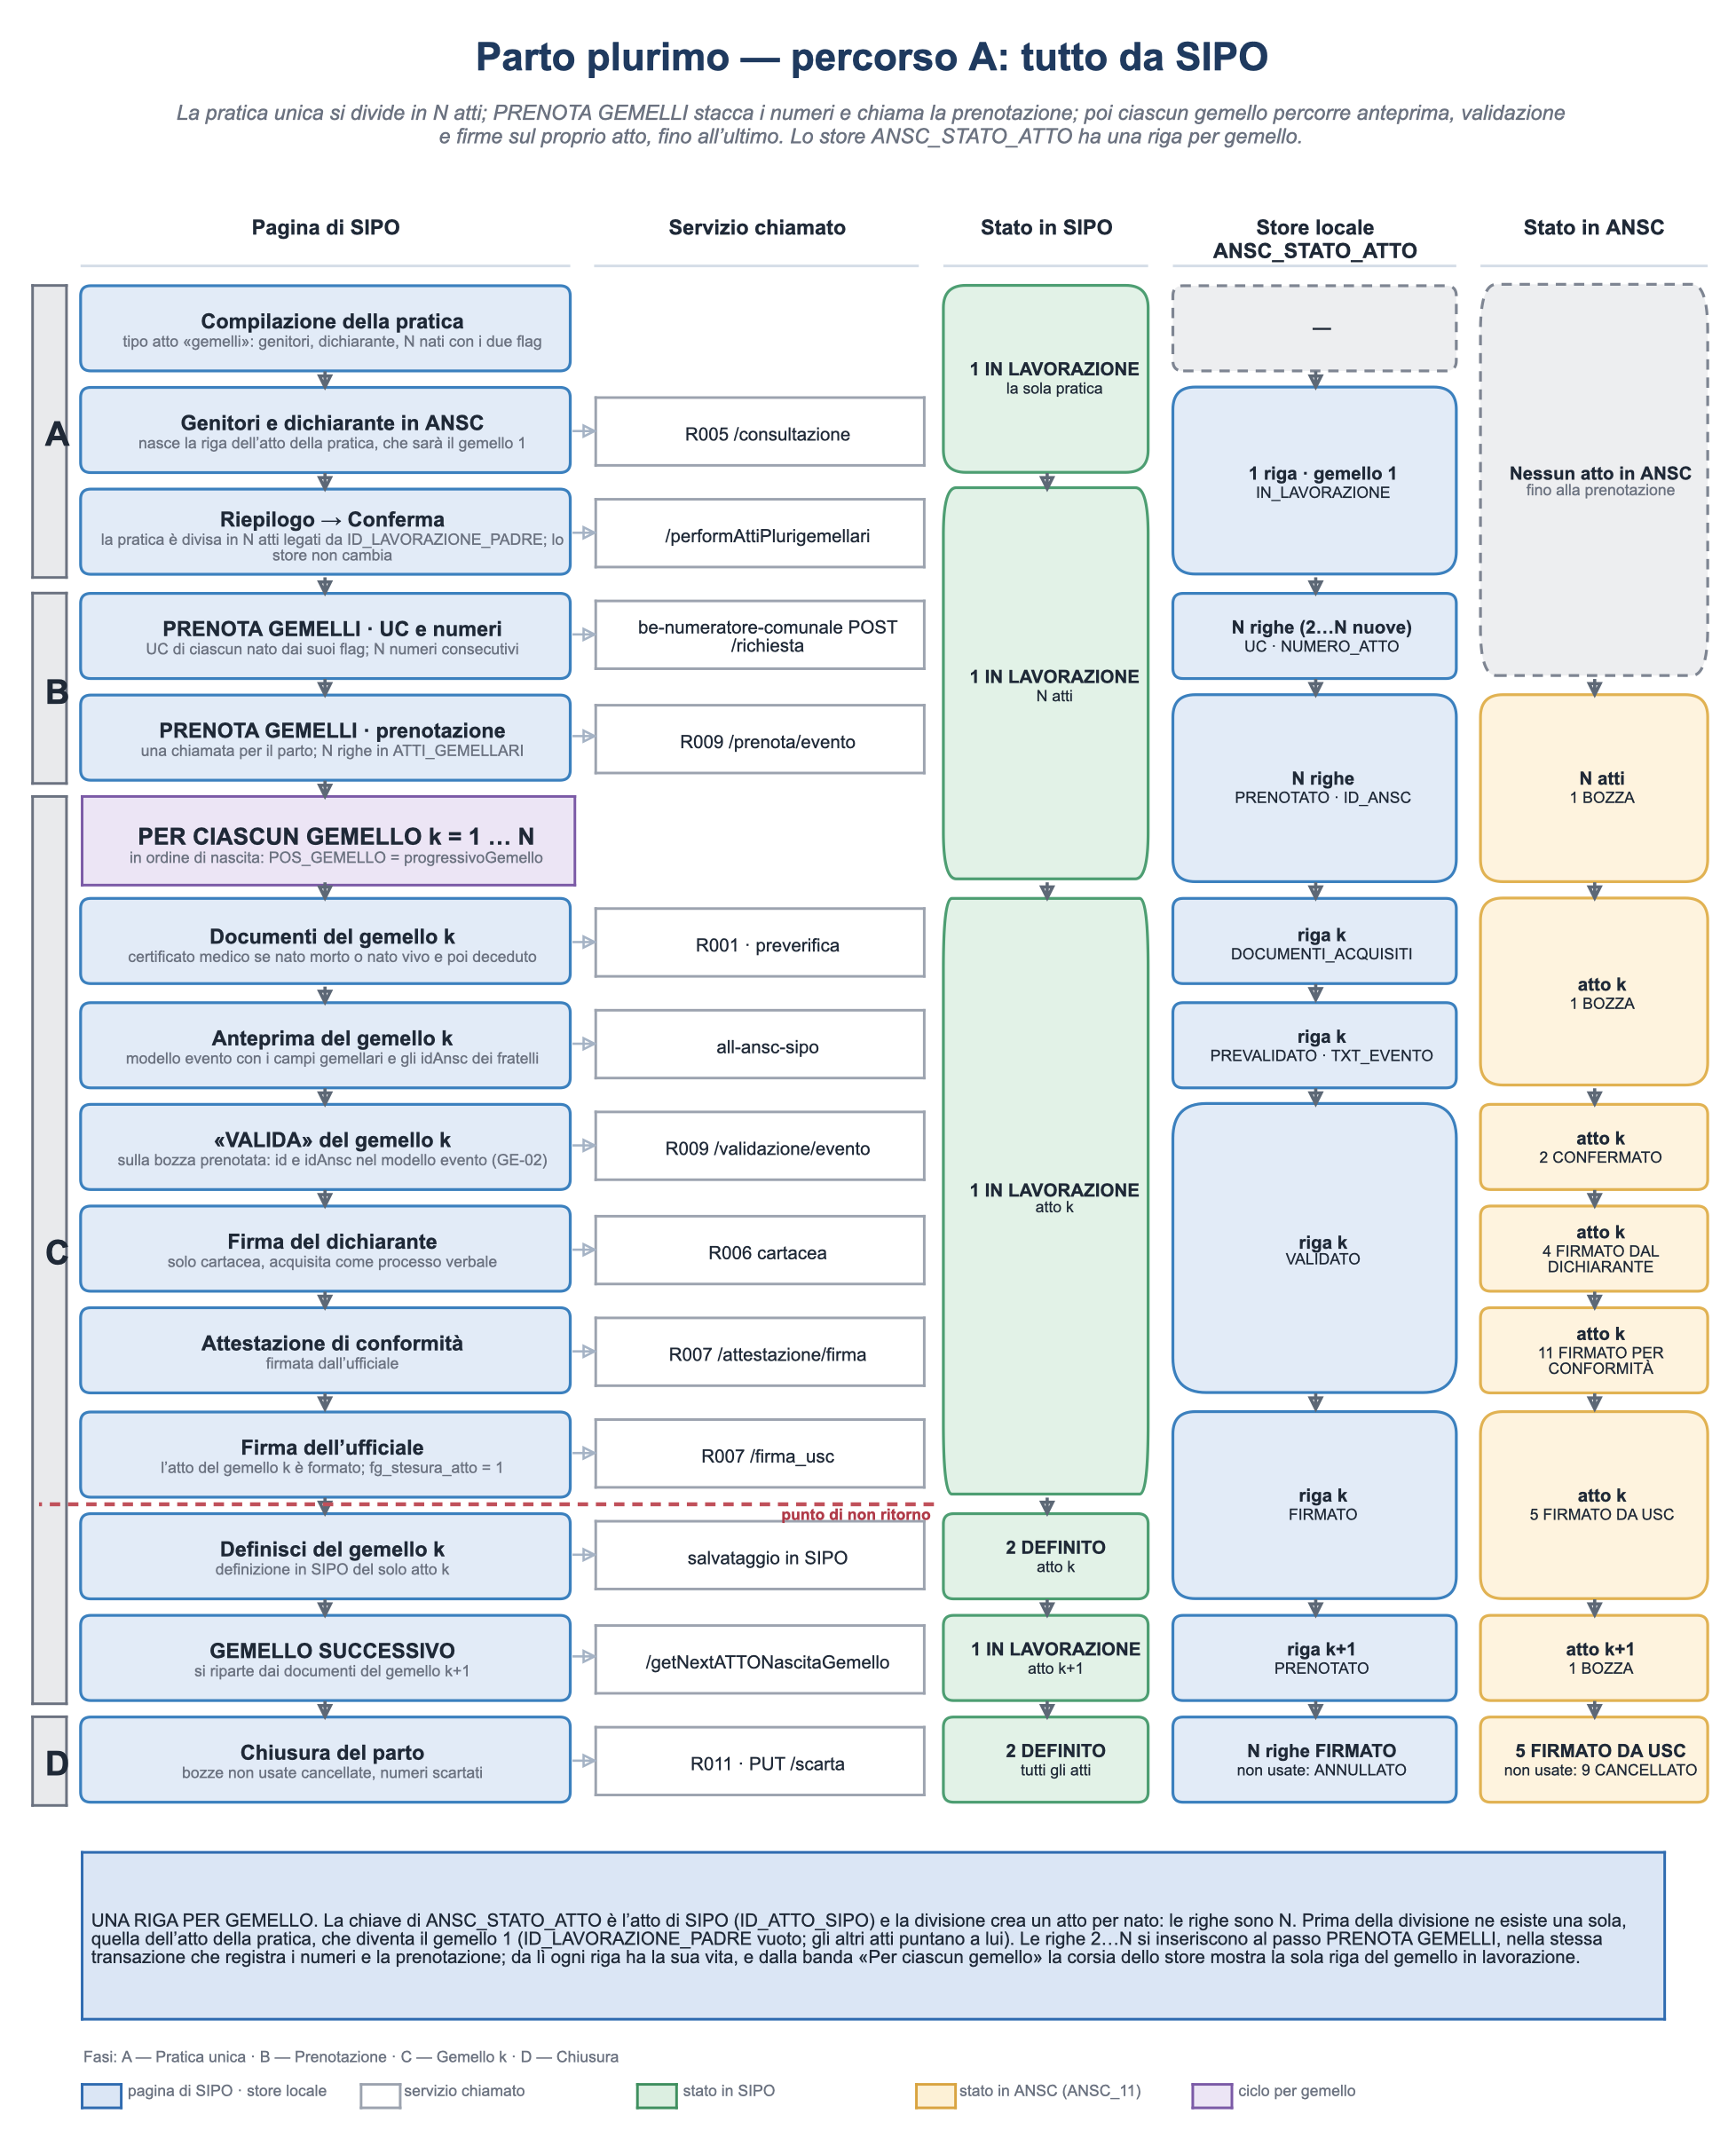 Parto plurimo — percorso A: tutto da SIPO
La pratica unica si divide in N atti; PRENOTA GEMELLI stacca i numeri e chiama la prenotazione; poi ciascun gemello percorre anteprima, validazione
e firme sul proprio atto, fino all’ultimo. Lo store ANSC_STATO_ATTO ha una riga per gemello.
Pagina di SIPO
Servizio chiamato
Stato in SIPO
Store locale
ANSC_STATO_ATTO
Stato in ANSC
A
Compilazione della pratica
tipo atto «gemelli»: genitori, dichiarante, N nati con i due flag
1 IN LAVORAZIONE
la sola pratica
—
Nessun atto in ANSC
fino alla prenotazione
Genitori e dichiarante in ANSC
nasce la riga dell’atto della pratica, che sarà il gemello 1
R005 /consultazione
1 riga · gemello 1
IN_LAVORAZIONE
Riepilogo → Conferma
la pratica è divisa in N atti legati da ID_LAVORAZIONE_PADRE; lo
store non cambia
/performAttiPlurigemellari
1 IN LAVORAZIONE
N atti
B
PRENOTA GEMELLI · UC e numeri
UC di ciascun nato dai suoi flag; N numeri consecutivi
be-numeratore-comunale POST
/richiesta
N righe (2…N nuove)
UC · NUMERO_ATTO
PRENOTA GEMELLI · prenotazione
una chiamata per il parto; N righe in ATTI_GEMELLARI
R009 /prenota/evento
N righe
PRENOTATO · ID_ANSC
N atti
1 BOZZA
C
PER CIASCUN GEMELLO k = 1 … N
in ordine di nascita: POS_GEMELLO = progressivoGemello
Documenti del gemello k
certificato medico se nato morto o nato vivo e poi deceduto
R001 · preverifica
1 IN LAVORAZIONE
atto k
riga k
DOCUMENTI_ACQUISITI
atto k
1 BOZZA
Anteprima del gemello k
modello evento con i campi gemellari e gli idAnsc dei fratelli
all-ansc-sipo
riga k
PREVALIDATO · TXT_EVENTO
«VALIDA» del gemello k
sulla bozza prenotata: id e idAnsc nel modello evento (GE-02)
R009 /validazione/evento
riga k
VALIDATO
atto k
2 CONFERMATO
Firma del dichiarante
solo cartacea, acquisita come processo verbale
R006 cartacea
atto k
4 FIRMATO DAL
DICHIARANTE
Attestazione di conformità
firmata dall’ufficiale
R007 /attestazione/firma
atto k
11 FIRMATO PER
CONFORMITÀ
Firma dell’ufficiale
l’atto del gemello k è formato; fg_stesura_atto = 1
R007 /firma_usc
riga k
FIRMATO
atto k
5 FIRMATO DA USC
punto di non ritorno
Definisci del gemello k
definizione in SIPO del solo atto k
salvataggio in SIPO
2 DEFINITO
atto k
GEMELLO SUCCESSIVO
si riparte dai documenti del gemello k+1
/getNextATTONascitaGemello
1 IN LAVORAZIONE
atto k+1
riga k+1
PRENOTATO
atto k+1
1 BOZZA
D
Chiusura del parto
bozze non usate cancellate, numeri scartati
R011 · PUT /scarta
2 DEFINITO
tutti gli atti
N righe FIRMATO
non usate: ANNULLATO
5 FIRMATO DA USC
non usate: 9 CANCELLATO
UNA RIGA PER GEMELLO. La chiave di ANSC_STATO_ATTO è l’atto di SIPO (ID_ATTO_SIPO) e la divisione crea un atto per nato: le righe sono N. Prima della divisione ne esiste una sola,
quella dell’atto della pratica, che diventa il gemello 1 (ID_LAVORAZIONE_PADRE vuoto; gli altri atti puntano a lui). Le righe 2…N si inseriscono al passo PRENOTA GEMELLI, nella stessa
transazione che registra i numeri e la prenotazione; da lì ogni riga ha la sua vita, e dalla banda «Per ciascun gemello» la corsia dello store mostra la sola riga del gemello in lavorazione.
Fasi: A — Pratica unica · B — Prenotazione · C — Gemello k · D — Chiusura
pagina di SIPO · store locale
servizio chiamato
stato in SIPO
stato in ANSC (ANSC_11)
ciclo per gemello